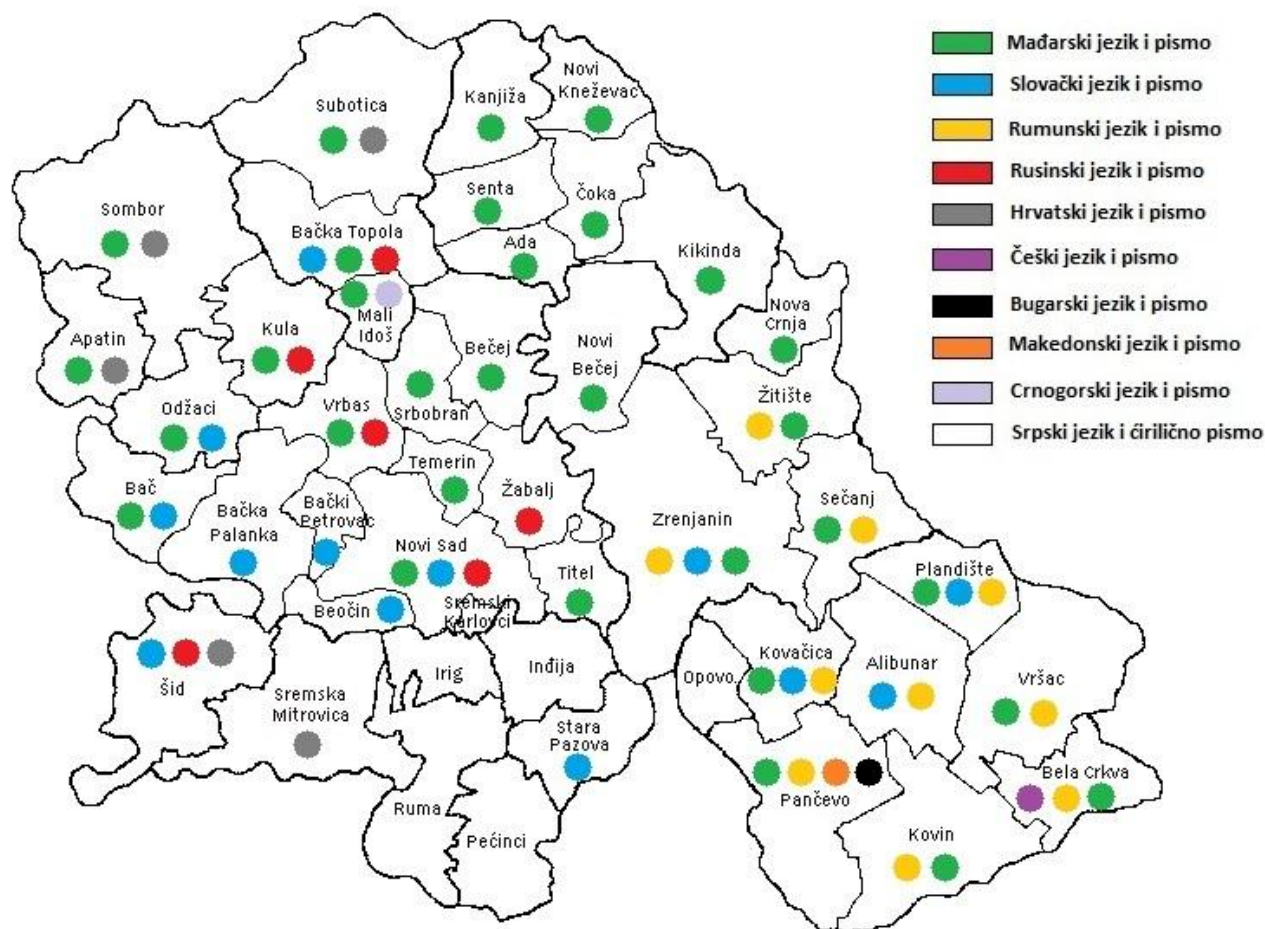 Mađarski jezik i pismo
Slovački jezik i pismo
Rumunski jezik i pismo
Rusinski jezik i pismo
Hrvatski jezik i pismo
Češki jezik i pismo
Bugarski jezik i pismo
Makedonski jezik i pismo
Crnogorski jezik i pismo
Srpski jezik i ćirilično pismo
Subotica
Kanjiža
Novi
Kneževac
Sombor
Senta
Čoka
Bačka Topola
Ada
Kikinda
Mali
Idoš
Nova
Crnja
Apatin
Kula
Bečej
Novi
Bečej
Srbobran
Odžaci
Vrbas
Žitište
Temerin
Bač
Bačka
Palanka
Bački
Petrovac
Žabalj
Sečanj
Zrenjanin
Novi Sad
Titel
Plandište
Beočin
Sremski
Karlovci
Šid
Sremska
Mitrovica
Irig
Inđija
Opovo
Kovačica
Alibunar
Vršac
Stara
Pazova
Ruma
Pećinci
Pančevo
Bela Crkva
Kovin